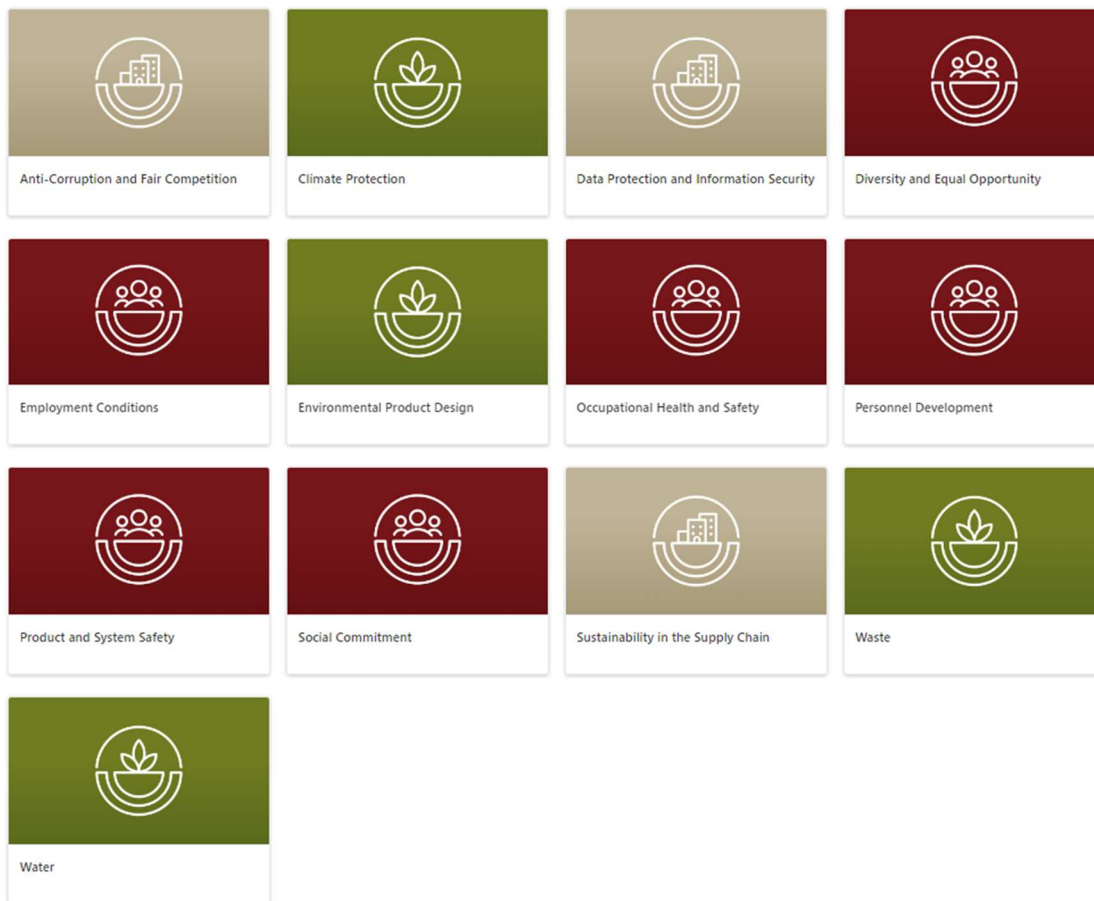 Anti-Corruption and Fair Competition
Climate Protection
Data Protection and Information Security
Diversity and Equal Opportunity
Employment Conditions
Environmental Product Design
Occupational Health and Safety
Personnel Development
Product and System Safety
Social Commitment
Sustainability in the Supply Chain
Waste
Water